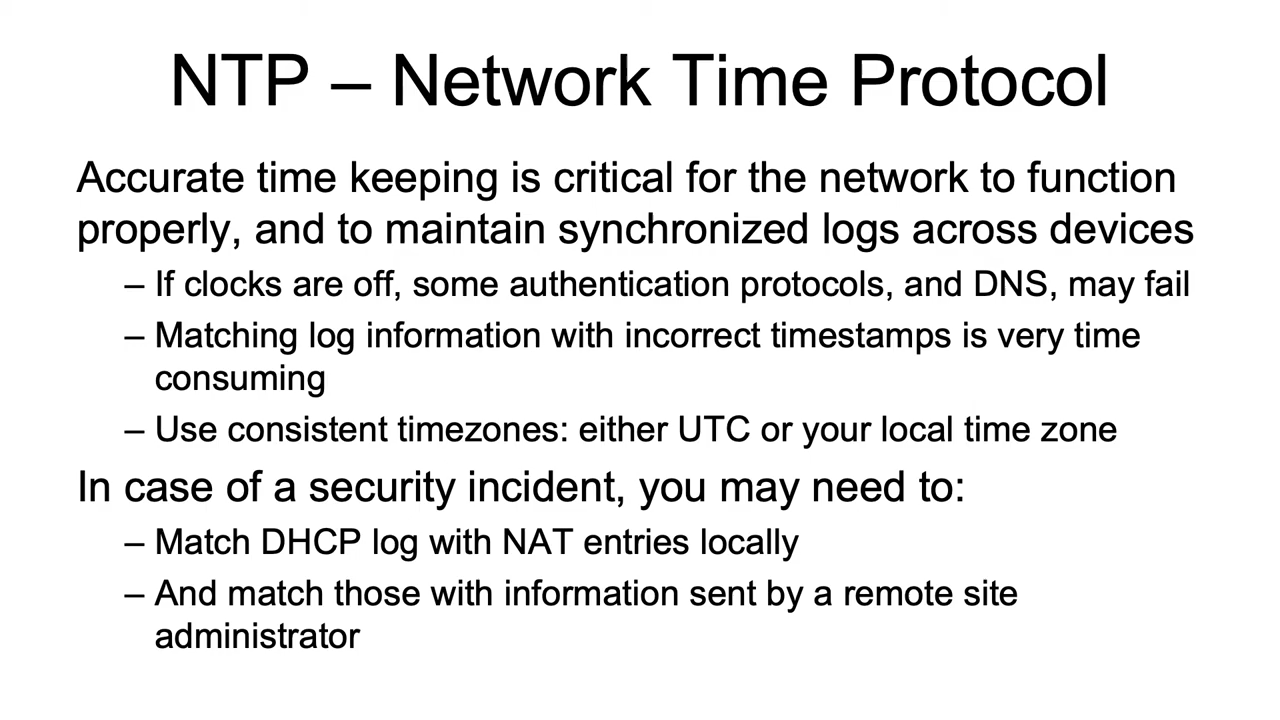 NTP – Network Time Protocol
Accurate time keeping is critical for the network to function
properly, and to maintain synchronized logs across devices
– If clocks are off, some authentication protocols, and DNS, may fail
– Matching log information with incorrect timestamps is very time
consuming
– Use consistent timezones: either UTC or your local time zone
In case of a security incident, you may need to:
– Match DHCP log with NAT entries locally
– And match those with information sent by a remote site
administrator